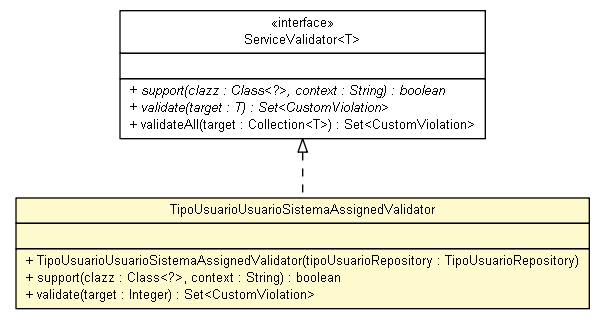 «interface»
ServiceValidator<T>
+ support(clazz : Class<?>, context : String) : boolean
+ validate(target : T) : Set<CustomViolation>
+ validateAll(target : Collection<T>) : Set<CustomViolation>
TipoUsuarioUsuarioSistemaAssignedValidator
+ TipoUsuarioUsuarioSistemaAssignedValidator(tipoUsuarioRepository : TipoUsuarioRepository)
+ support(clazz : Class<?>, context : String) : boolean
+ validate(target : Integer) : Set<CustomViolation>